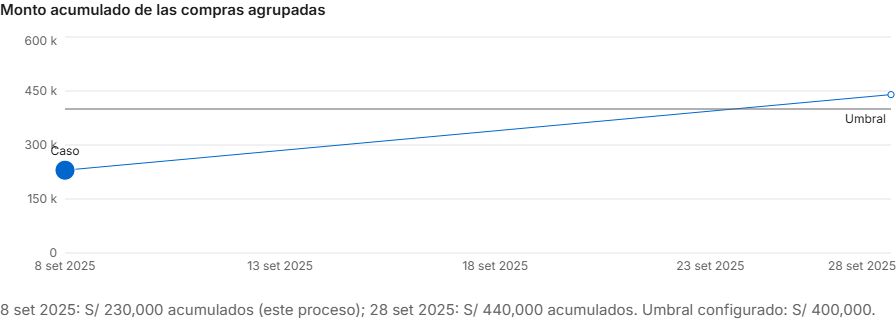 Monto acumulado de las compras agrupadas
600 k
450 k
Umbral
300 k
Caso
150 k
0
8 set 2025 13 set 2025 18 set 2025 23 set 2025 28 set 2025
8 set 2025: S/ 230,000 acumulados (este proceso); 28 set 2025: S/ 440,000 acumulados. Umbral configurado: S/ 400,000.